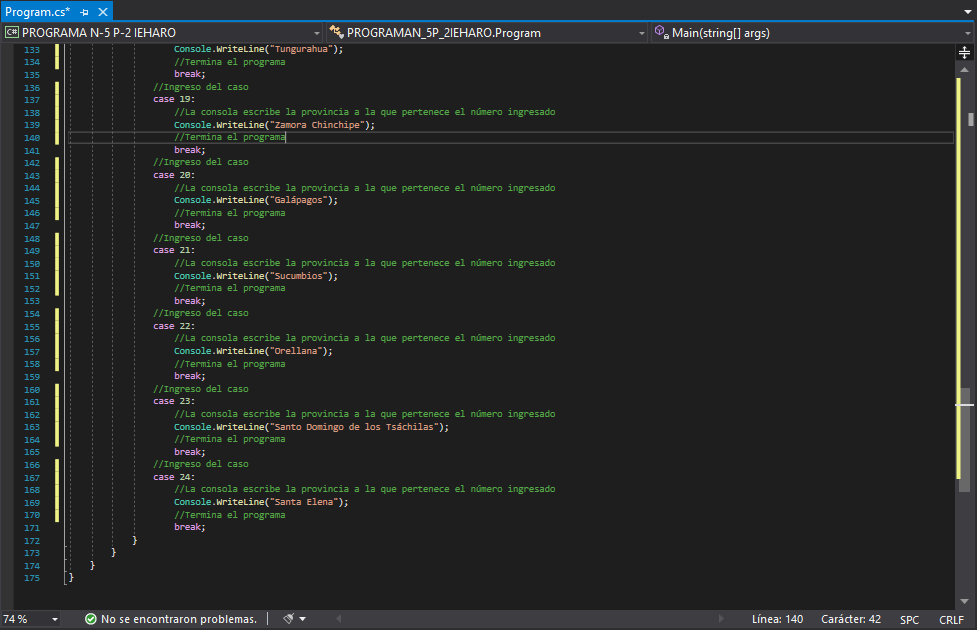 Program.cs*
C# PROGRAMA N-5 P-2 IEHARO PROGRAMAN_5P_2IEHARO.Program Main(string[] args)
133 Console.WriteLine("Tungurahua");
134 //Termina el programa
135 break;
136 //Ingreso del caso
137 case 19:
138 //La consola escribe la provincia a la que pertenece el número ingresado
139 Console.WriteLine("Zamora Chinchipe");
140 //Termina el programa
141 break;
142 //Ingreso del caso
143 case 20:
144 //La consola escribe la provincia a la que pertenece el número ingresado
145 Console.WriteLine("Galápagos");
146 //Termina el programa
147 break;
148 //Ingreso del caso
149 case 21:
150 //La consola escribe la provincia a la que pertenece el número ingresado
151 Console.WriteLine("Sucumbios");
152 //Termina el programa
153 break;
154 //Ingreso del caso
155 case 22:
156 //La consola escribe la provincia a la que pertenece el número ingresado
157 Console.WriteLine("Orellana");
158 //Termina el programa
159 break;
160 //Ingreso del caso
161 case 23:
162 //La consola escribe la provincia a la que pertenece el número ingresado
163 Console.WriteLine("Santo Domingo de los Tsáchilas");
164 //Termina el programa
165 break;
166 //Ingreso del caso
167 case 24:
168 //La consola escribe la provincia a la que pertenece el número ingresado
169 Console.WriteLine("Santa Elena");
170 //Termina el programa
171 break;
172 }
173 }
174 }
175 }
74 % No se encontraron problemas. Línea: 140 Carácter: 42 SPC CRLF